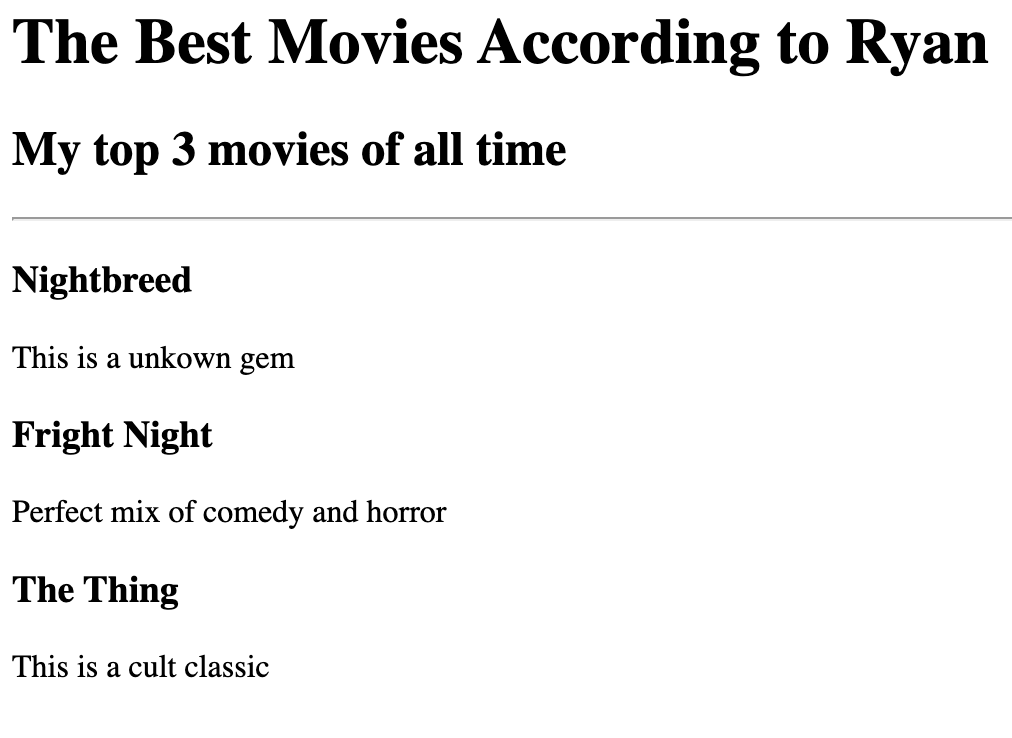 The Best Movies According to Ryan
My top 3 movies of all time
Nightbreed
This is a unkown gem
Fright Night
Perfect mix of comedy and horror
The Thing
This is a cult classic